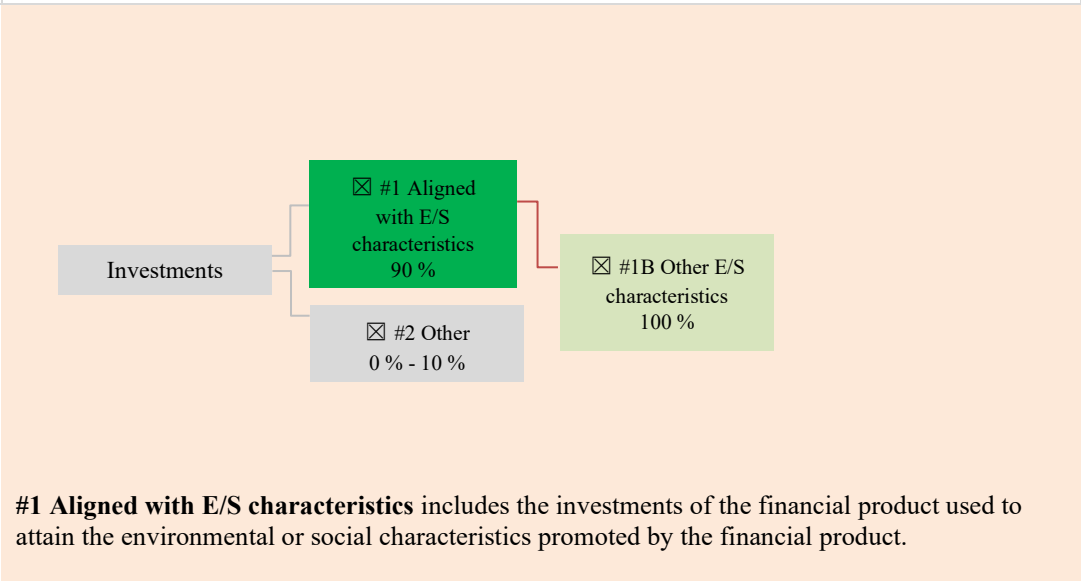 Investments
☒ #1 Aligned
with E/S
characteristics
90 %
☒ #2 Other
0 % - 10 %
☒ #1B Other E/S
characteristics
100 %
#1 Aligned with E/S characteristics includes the investments of the financial product used to
attain the environmental or social characteristics promoted by the financial product.